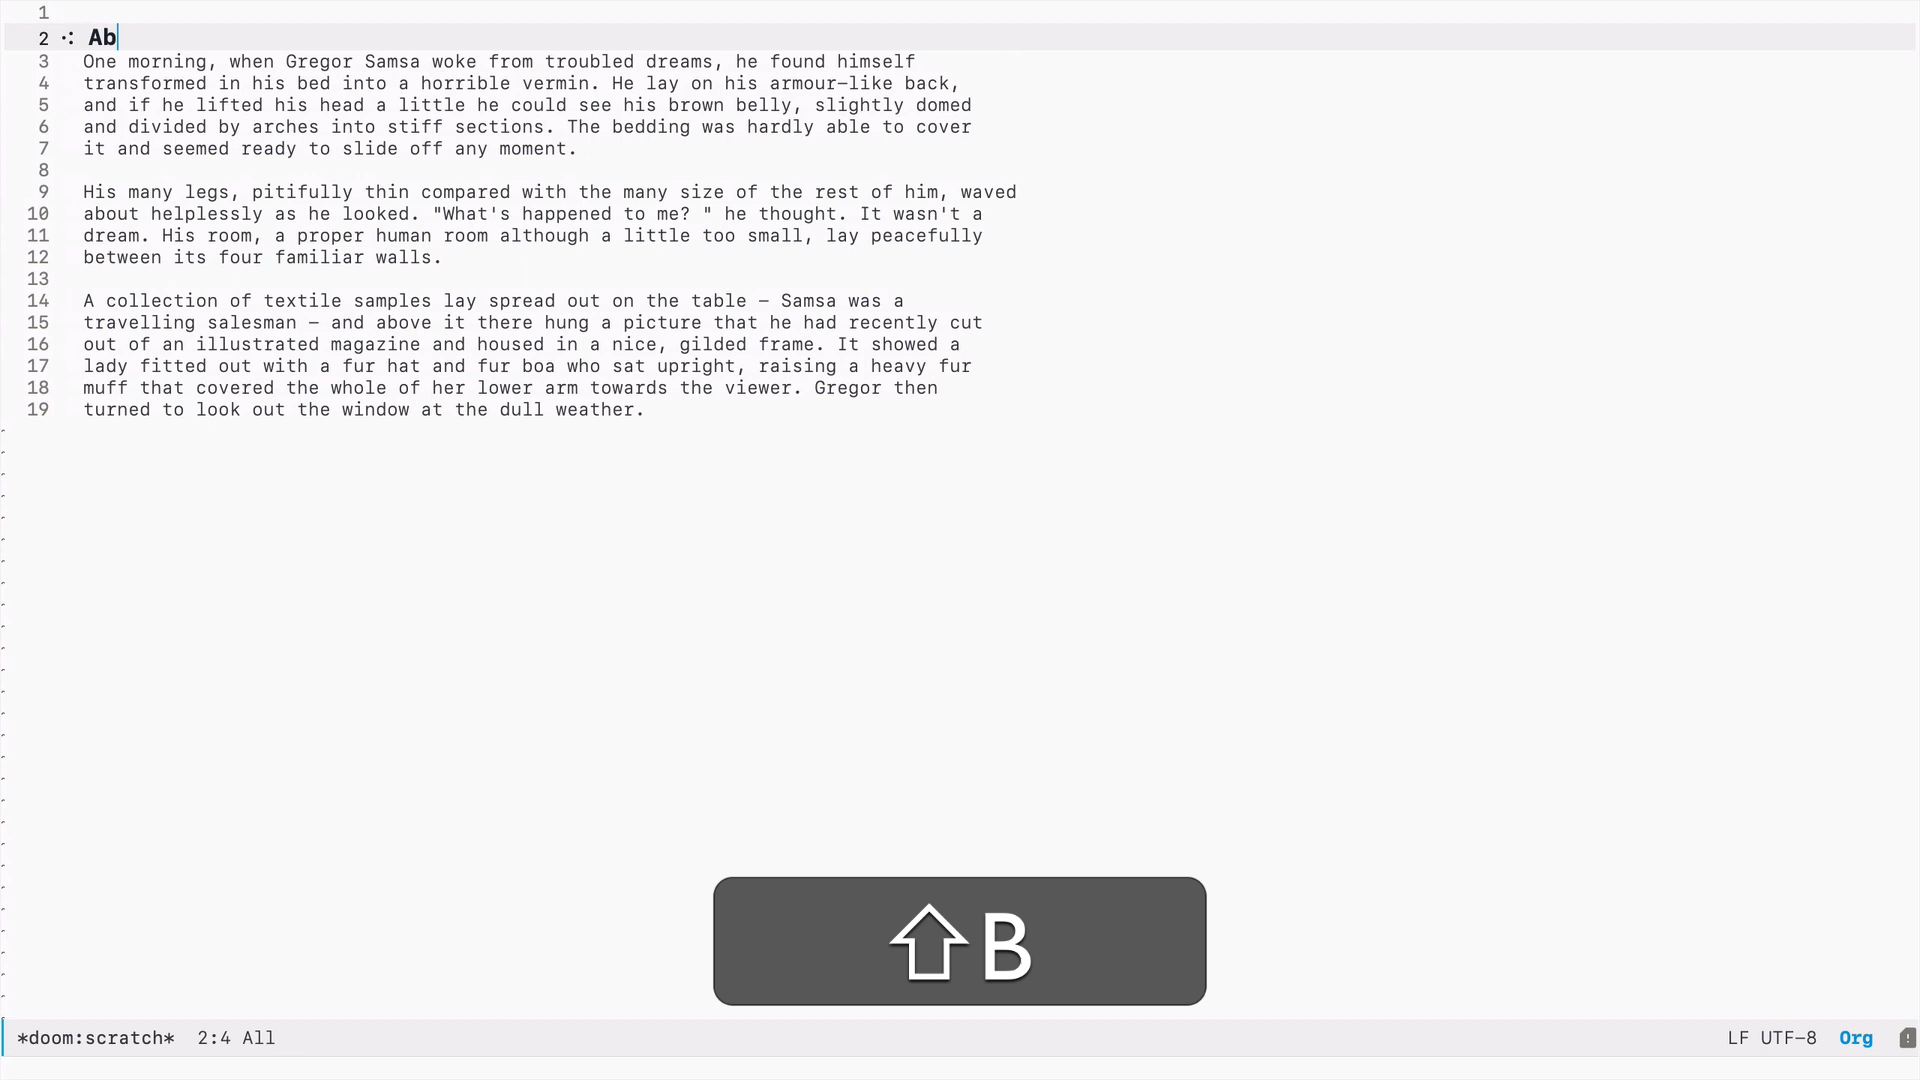 1
2 ⁖ Ab
3 One morning, when Gregor Samsa woke from troubled dreams, he found himself
4 transformed in his bed into a horrible vermin. He lay on his armour-like back,
5 and if he lifted his head a little he could see his brown belly, slightly domed
6 and divided by arches into stiff sections. The bedding was hardly able to cover
7 it and seemed ready to slide off any moment.
8
9 His many legs, pitifully thin compared with the many size of the rest of him, waved
10 about helplessly as he looked. "What's happened to me? " he thought. It wasn't a
11 dream. His room, a proper human room although a little too small, lay peacefully
12 between its four familiar walls.
13
14 A collection of textile samples lay spread out on the table - Samsa was a
15 travelling salesman - and above it there hung a picture that he had recently cut
16 out of an illustrated magazine and housed in a nice, gilded frame. It showed a
17 lady fitted out with a fur hat and fur boa who sat upright, raising a heavy fur
18 muff that covered the whole of her lower arm towards the viewer. Gregor then
19 turned to look out the window at the dull weather.
⇧B
*doom:scratch* 2:4 All LF UTF-8 Org !